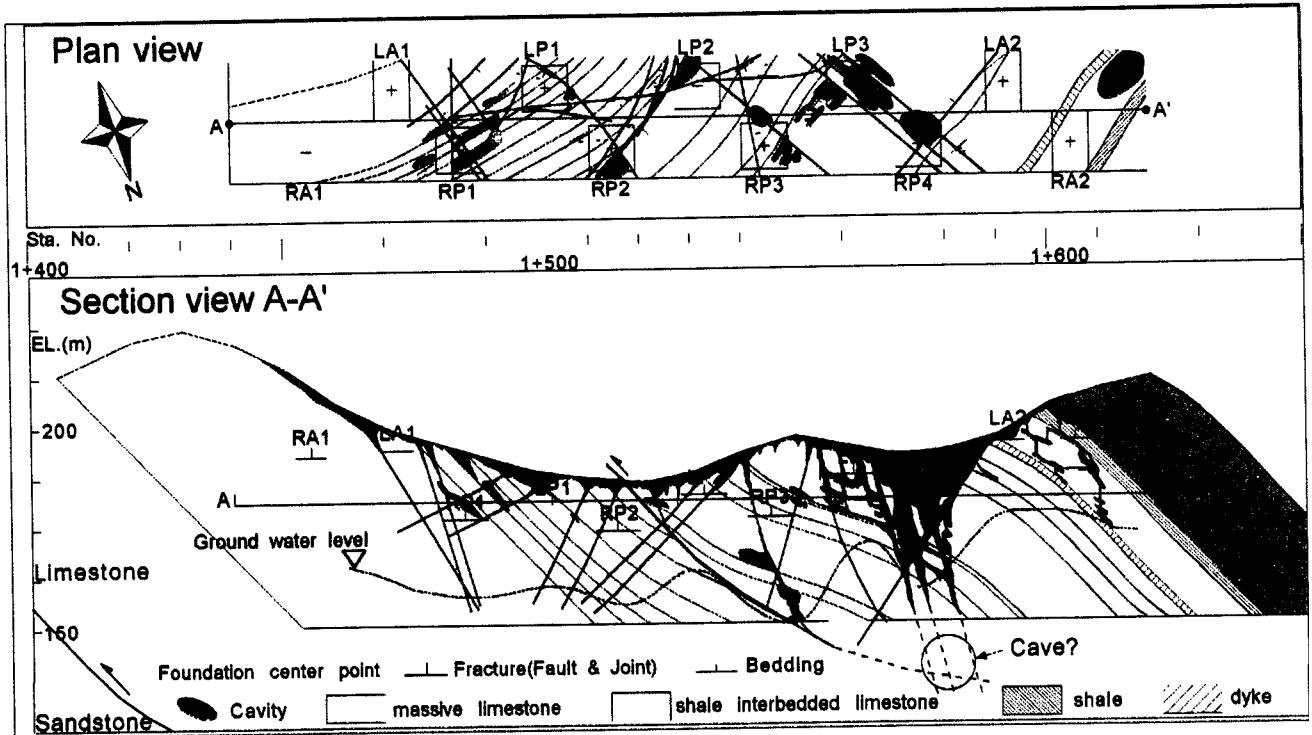 Plan view
LA1 LP1 LP2 LP3 LA2
A A'
N
RA1 RP1 RP2 RP3 RP4 RA2
Sta. No.
1+400 1+500 1+600
Section view A-A'
EL.(m)
200
RA1 LA1 LA2
A
RP2 RP3
Ground water level
Limestone
150
Cave?
Foundation center point Fracture(Fault & Joint) Bedding
Cavity massive limestone shale interbedded limestone shale dyke
Sandstone